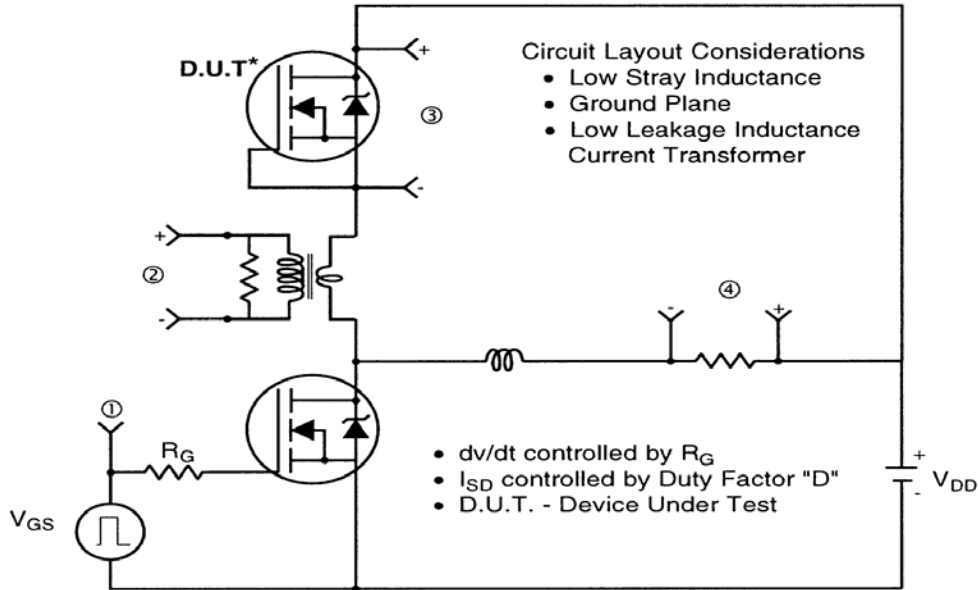 D.U.T*
+
③
-
Circuit Layout Considerations
• Low Stray Inductance
• Ground Plane
• Low Leakage Inductance
Current Transformer
+
②
-
④
-
+
①
R_G
V_GS
• dv/dt controlled by R_G
• I_SD controlled by Duty Factor "D"
• D.U.T. - Device Under Test
+
V_DD
-